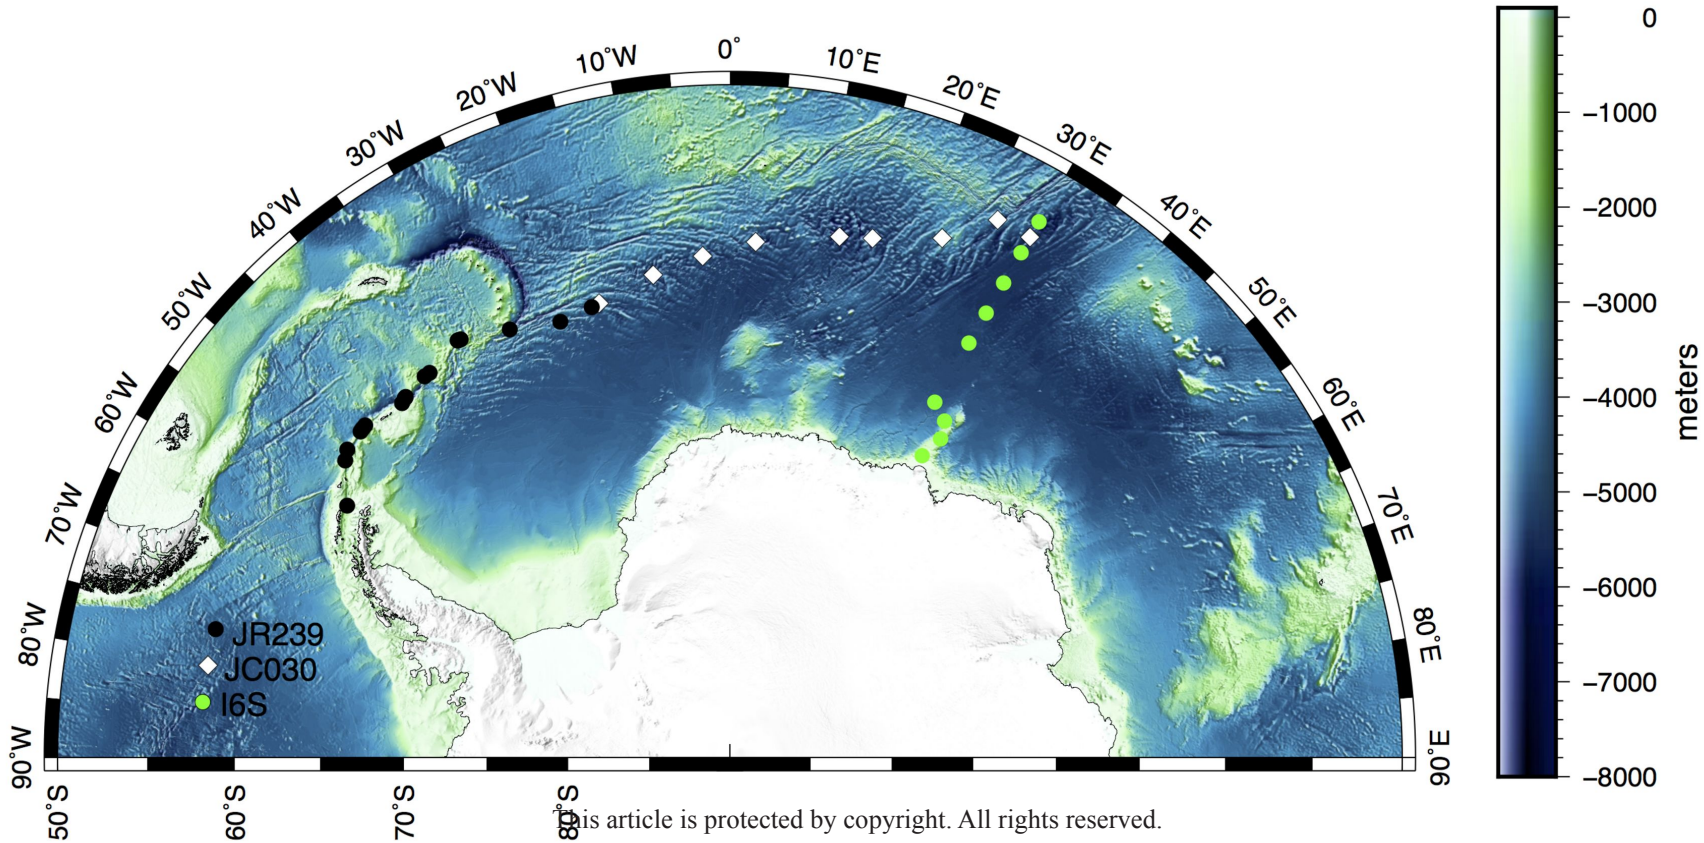 0°
10°W
10°E
20°W
20°E
30°W
30°E
40°W
40°E
50°W
50°E
60°W
60°E
70°W
70°E
80°W
80°E
90°W
90°E
JR239
JC030
I6S
50°S
60°S
70°S
80°S
0
−1000
−2000
−3000
−4000
−5000
−6000
−7000
−8000
meters
This article is protected by copyright. All rights reserved.